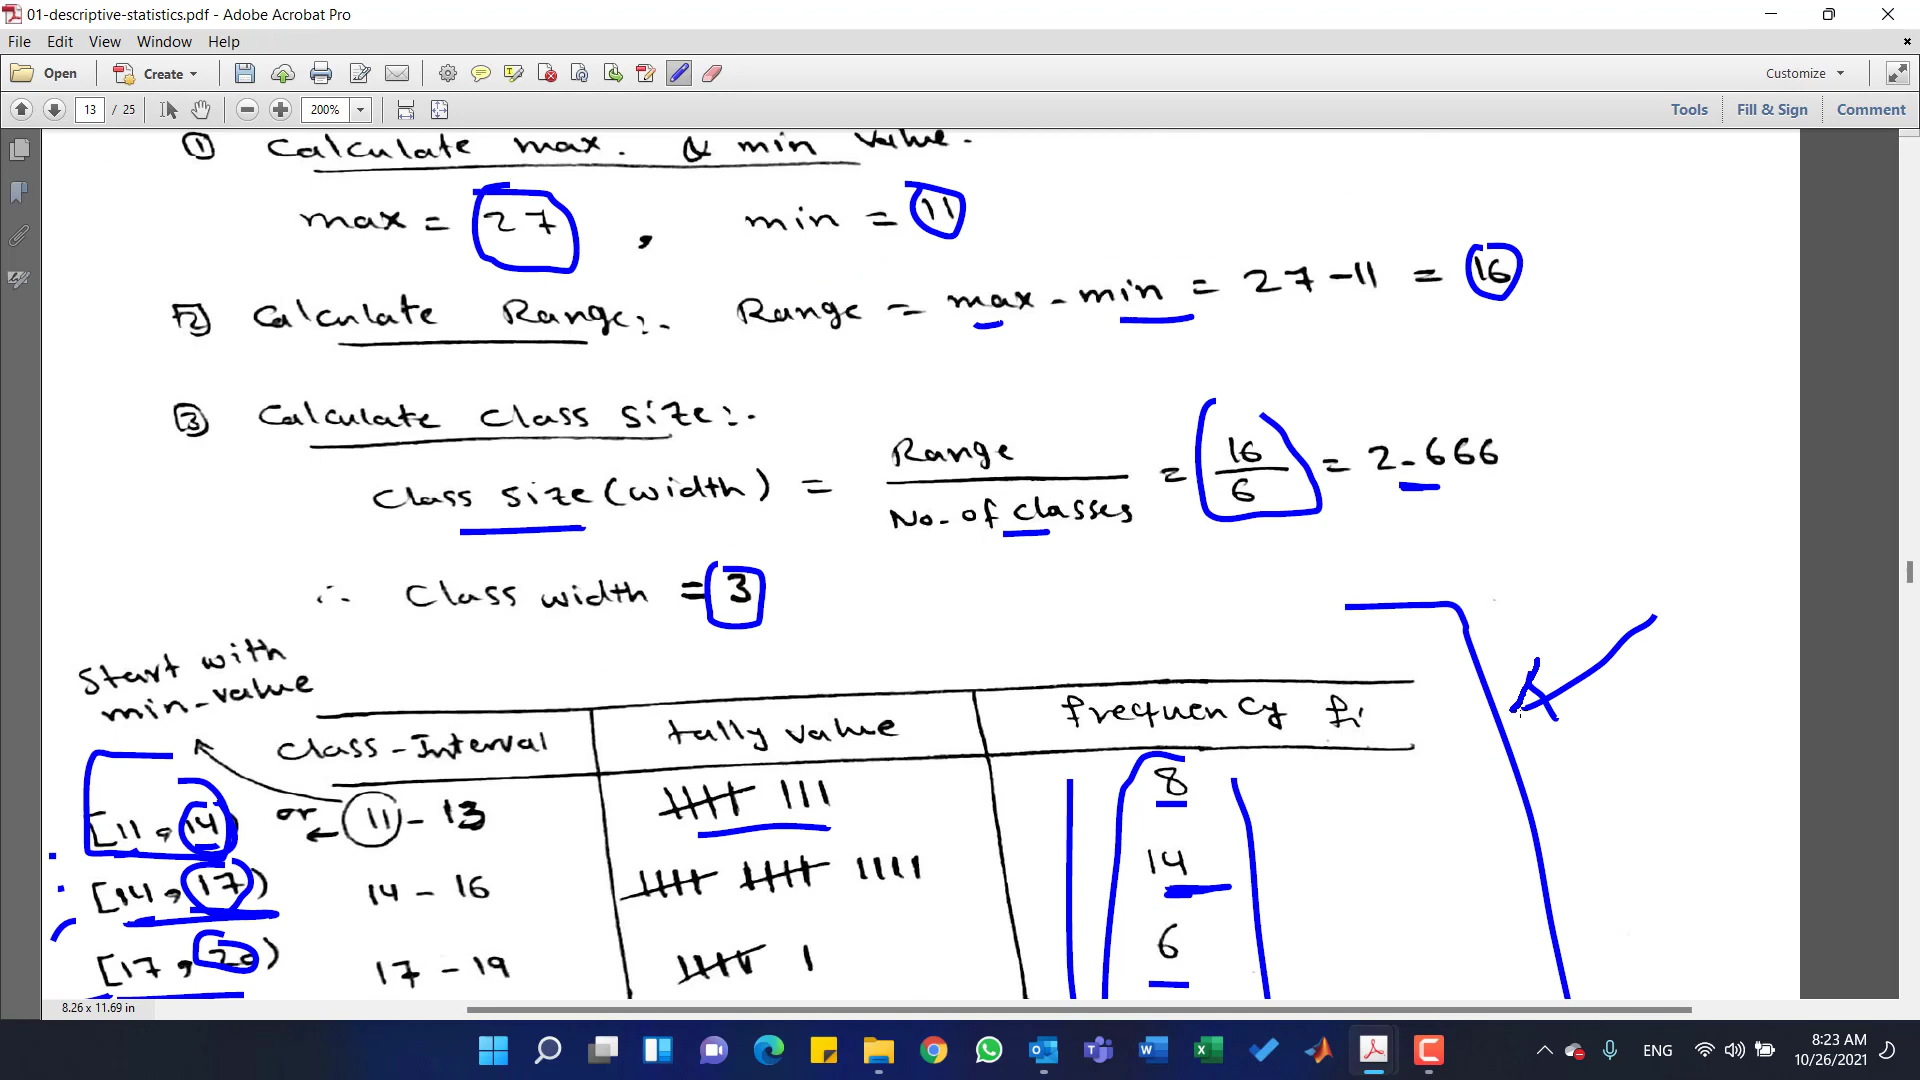 01-descriptive-statistics.pdf - Adobe Acrobat Pro
File Edit View Window Help
Open Create Customize
13 / 25 200% Tools Fill & Sign Comment
① Calculate max. & min value.
max = 27 , min = 11
2 Calculate Range:. Range = max - min = 27 - 11 = 16
③ Calculate Class Size:.
Class size (width) = Range / No. of classes = 16 / 6 = 2.666
∴ Class width = 3
Start with
min-value
Class-Interval tally value frequency fi
[11, 14) or 11 - 13 |||| ||| 8
[14, 17) 14 - 16 |||| |||| |||| 14
[17, 20) 17 - 19 |||| | 6
8.26 x 11.69 in
ENG 8:23 AM
10/26/2021